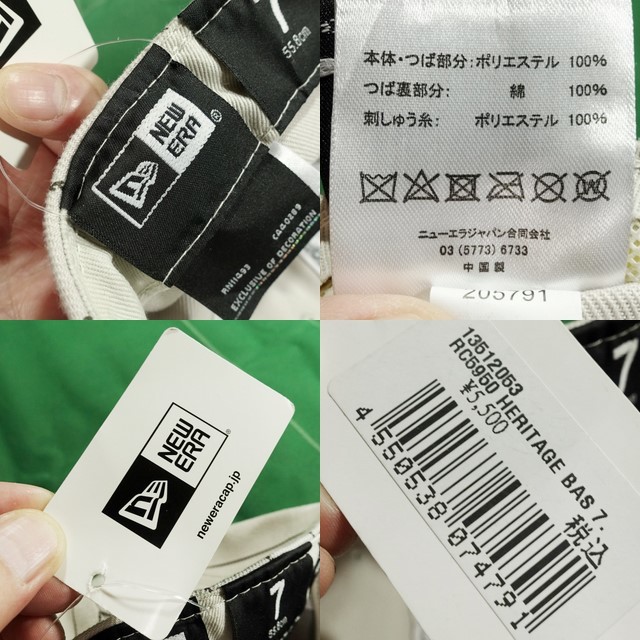 7
55.8cm
NEW
ERA
®
RN11493 CA40289
EXCLUSIVE OF DECORATION
本体・つば部分: ポリエステル 100%
つば裏部分: 綿 100%
刺しゅう糸: ポリエステル 100%
ニューエラジャパン合同会社
03 (5773) 6733
中国製
205791
NEW
ERA
®
neweracap.jp
7
13512053
RC5950 HERITAGE BAS 7.
¥5,500
税込
4 550538 074791